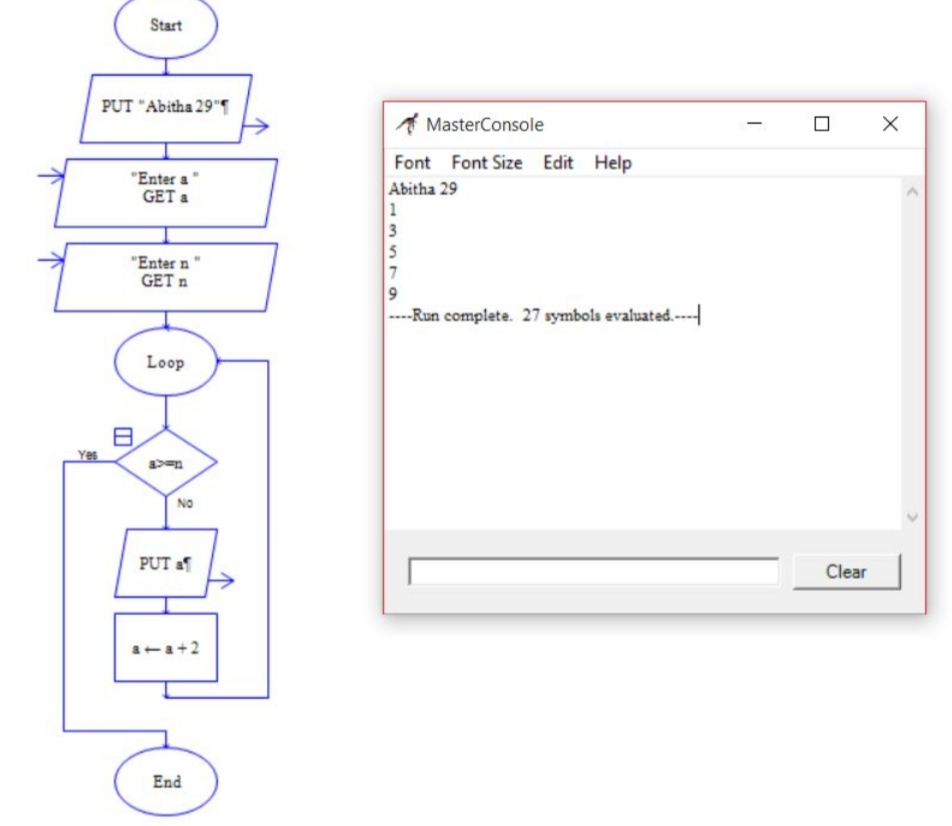 Start
PUT "Abitha 29"¶
"Enter a "
GET a
"Enter n "
GET n
Loop
Yes
a>=n
No
PUT a¶
a ← a + 2
End
MasterConsole
Font Font Size Edit Help
Abitha 29
1
3
5
7
9
----Run complete.  27 symbols evaluated.----
Clear